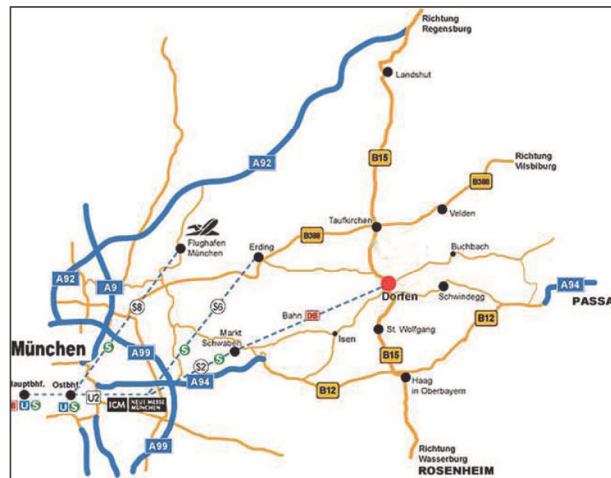 Richtung
Regensburg
Landshut
A92
B15
Richtung
Vilsbiburg
B388
Taufkirchen
Velden
Flughafen
München
Erding
B388
Buchbach
A92
A9
S8
S6
Dorfen
Schwindegg
A94
PASSA
Bahn DB
München
S
A99
Markt
Schwaben
S
S2
Isen
St. Wolfgang
B12
B15
A94
Hauptbhf.
Ostbhf.
U2
ICM
NEUE MESSE
MÜNCHEN
B12
Haag
in Oberbayern
U S
U S
A99
Richtung
Wasserburg
ROSENHEIM